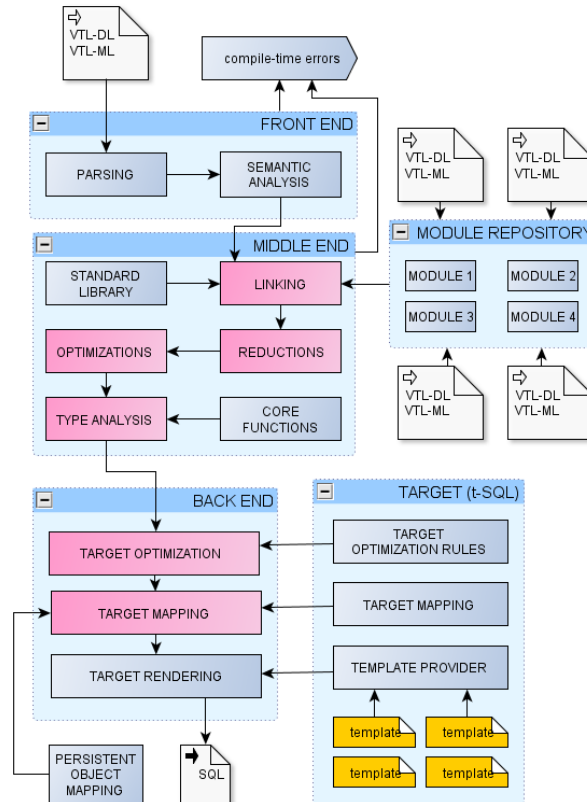 VTL-DL
VTL-ML
compile-time errors
FRONT END
PARSING
SEMANTIC
ANALYSIS
VTL-DL
VTL-ML
VTL-DL
VTL-ML
MIDDLE END
MODULE REPOSITORY
STANDARD
LIBRARY
LINKING
MODULE 1
MODULE 2
MODULE 3
MODULE 4
OPTIMIZATIONS
REDUCTIONS
TYPE ANALYSIS
CORE
FUNCTIONS
VTL-DL
VTL-ML
VTL-DL
VTL-ML
BACK END
TARGET (t-SQL)
TARGET OPTIMIZATION
TARGET
OPTIMIZATION RULES
TARGET MAPPING
TARGET MAPPING
TARGET RENDERING
TEMPLATE PROVIDER
template
template
template
template
PERSISTENT
OBJECT
MAPPING
SQL